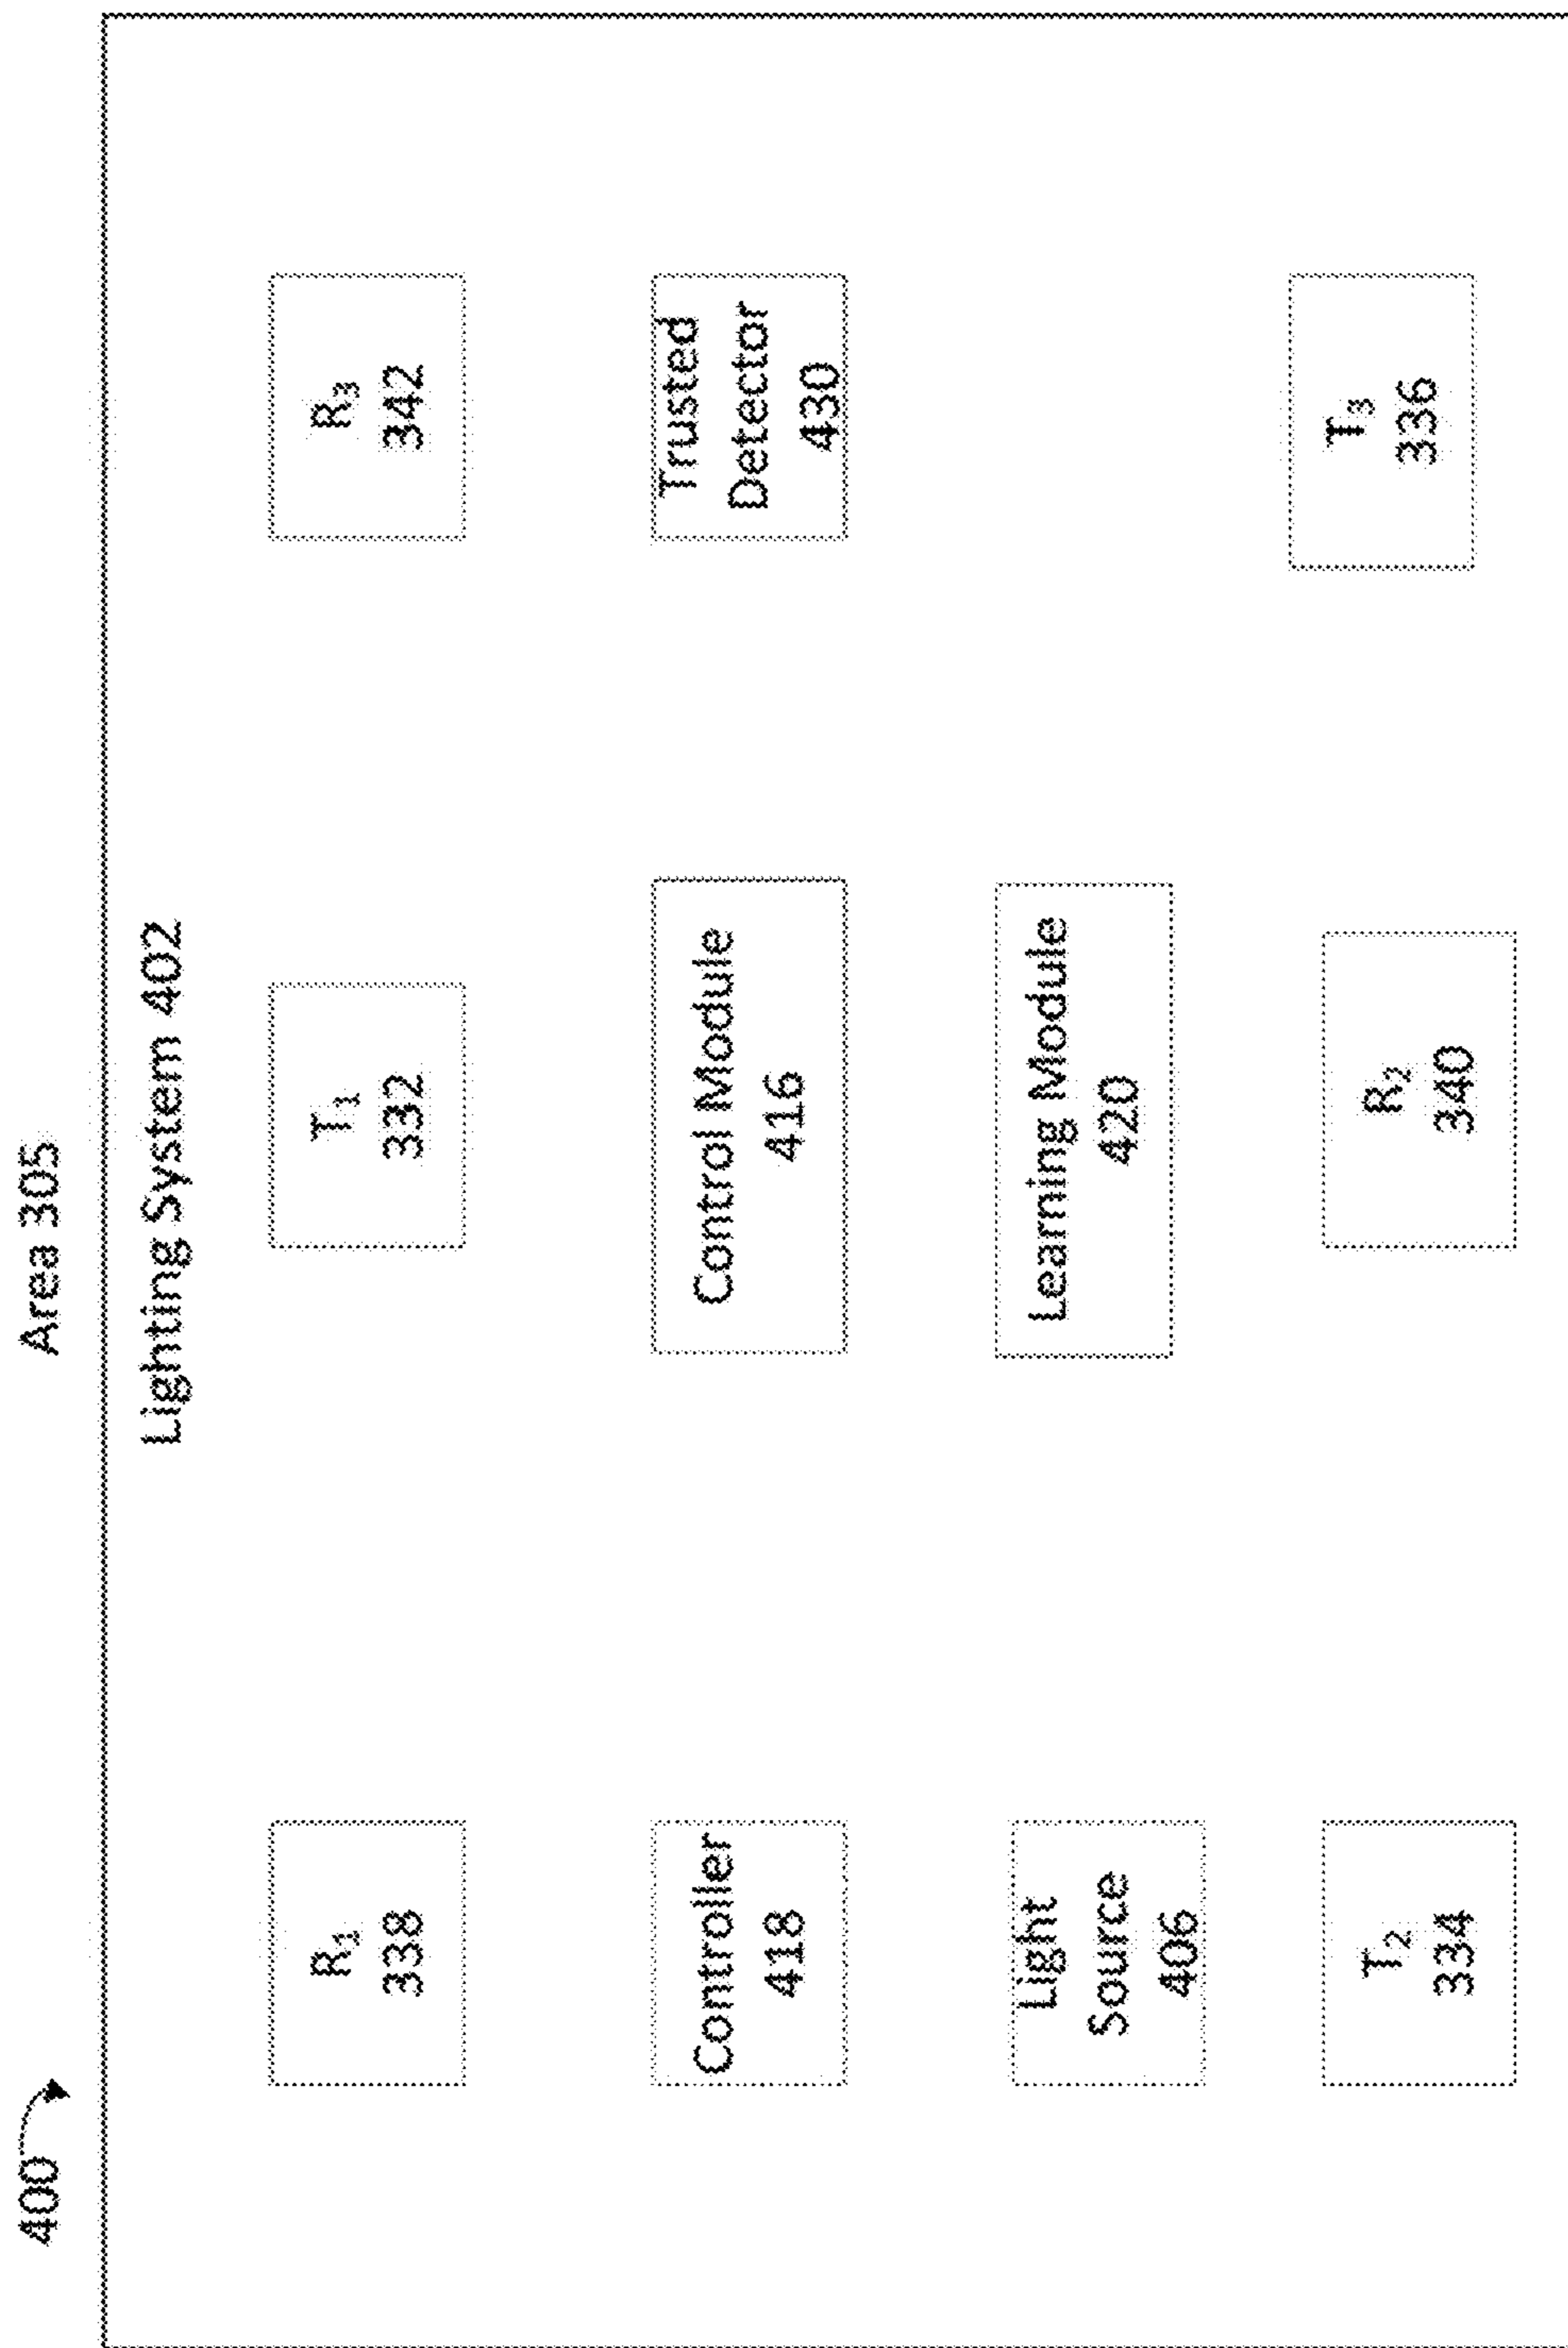 400
Area 305
Lighting System 402
R₁
338
T₁
332
R₃
342
Controller
418
Control Module
416
Trusted
Detector
430
Light
Source
406
Learning Module
420
T₂
334
R₂
340
T₃
336